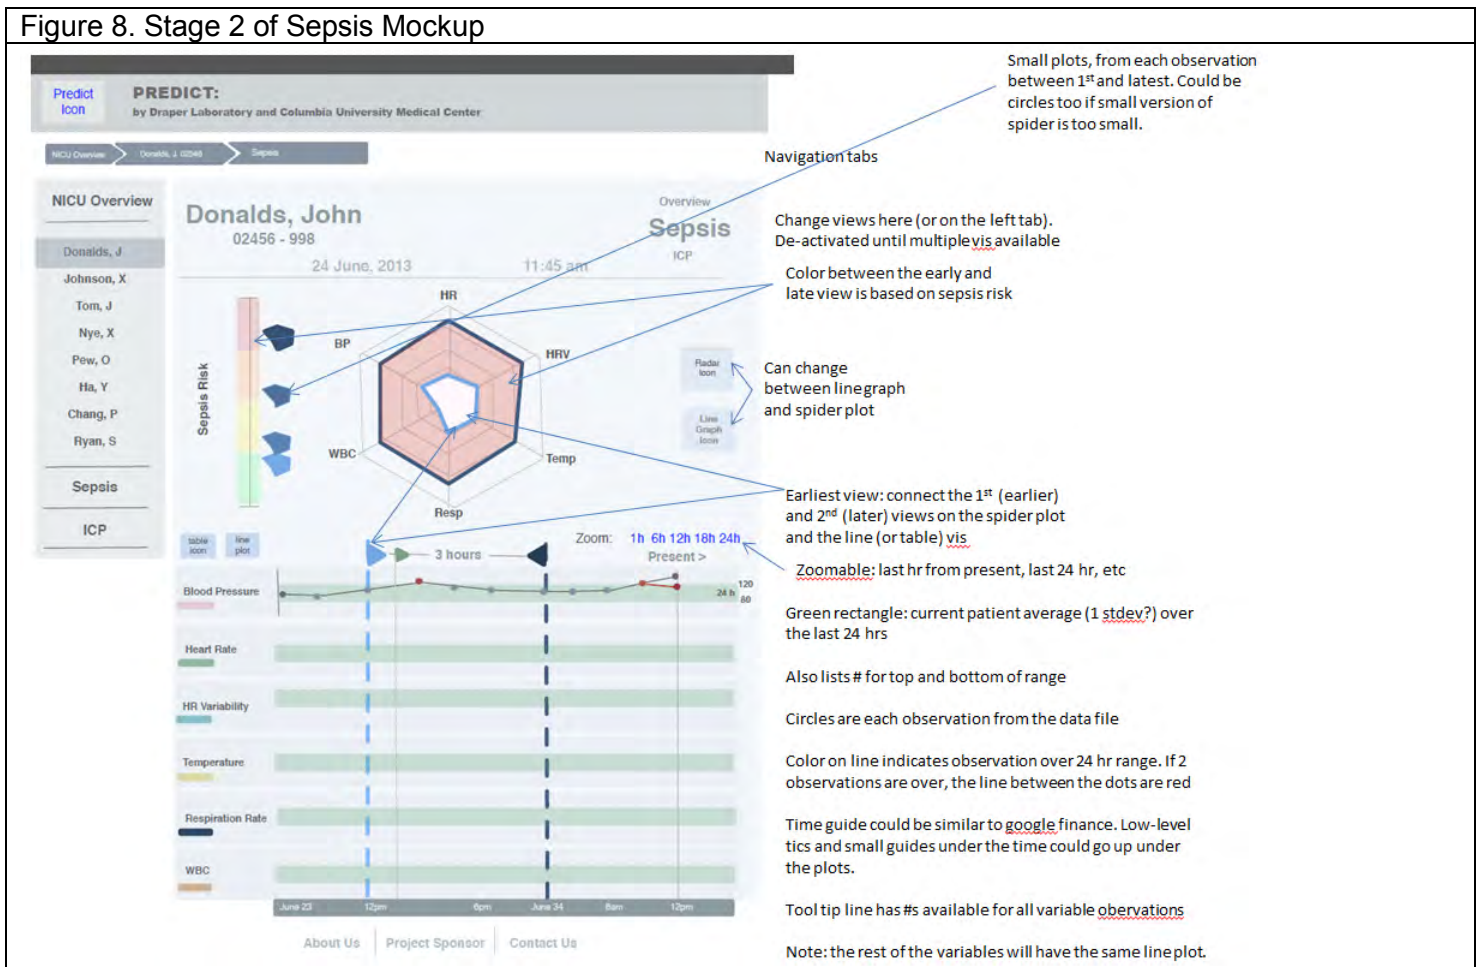 Figure 8. Stage 2 of Sepsis Mockup
Small plots, from each observation
between 1st and latest. Could be
circles too if small version of
spider is too small.
Predict
Icon
PREDICT:
by Draper Laboratory and Columbia University Medical Center
NICU Overview
Donalds, J 02546
Sepsis
Navigation tabs
NICU Overview
Donalds, J
Johnson, X
Tom, J
Nye, X
Pew, O
Ha, Y
Chang, P
Ryan, S
Sepsis
ICP
Donalds, John
02456 - 998
24 June, 2013
11:45 am
Overview
Sepsis
ICP
Change views here (or on the left tab).
De-activated until multiple vis available
Color between the early and
late view is based on sepsis risk
Sepsis Risk
HR
HRV
Temp
Resp
WBC
BP
Radar
Icon
Line
Graph
Icon
Can change
between linegraph
and spider plot
Earliest view: connect the 1st (earlier)
and 2nd (later) views on the spider plot
and the line (or table) vis
table
icon
line
plot
3 hours
Zoom: 1h 6h 12h 18h 24h
Present >
Zoomable: last hr from present, last 24 hr, etc
Blood Pressure
24 h
120
80
Heart Rate
HR Variability
Temperature
Respiration Rate
WBC
June 23
12pm
6pm
June 34
6am
12pm
Green rectangle: current patient average (1 stdev?) over
the last 24 hrs
Also lists # for top and bottom of range
Circles are each observation from the data file
Color on line indicates observation over 24 hr range. If 2
observations are over, the line between the dots are red
Time guide could be similar to google finance. Low-level
tics and small guides under the time could go up under
the plots.
Tool tip line has #s available for all variable obervations
Note: the rest of the variables will have the same line plot.
About Us
Project Sponsor
Contact Us